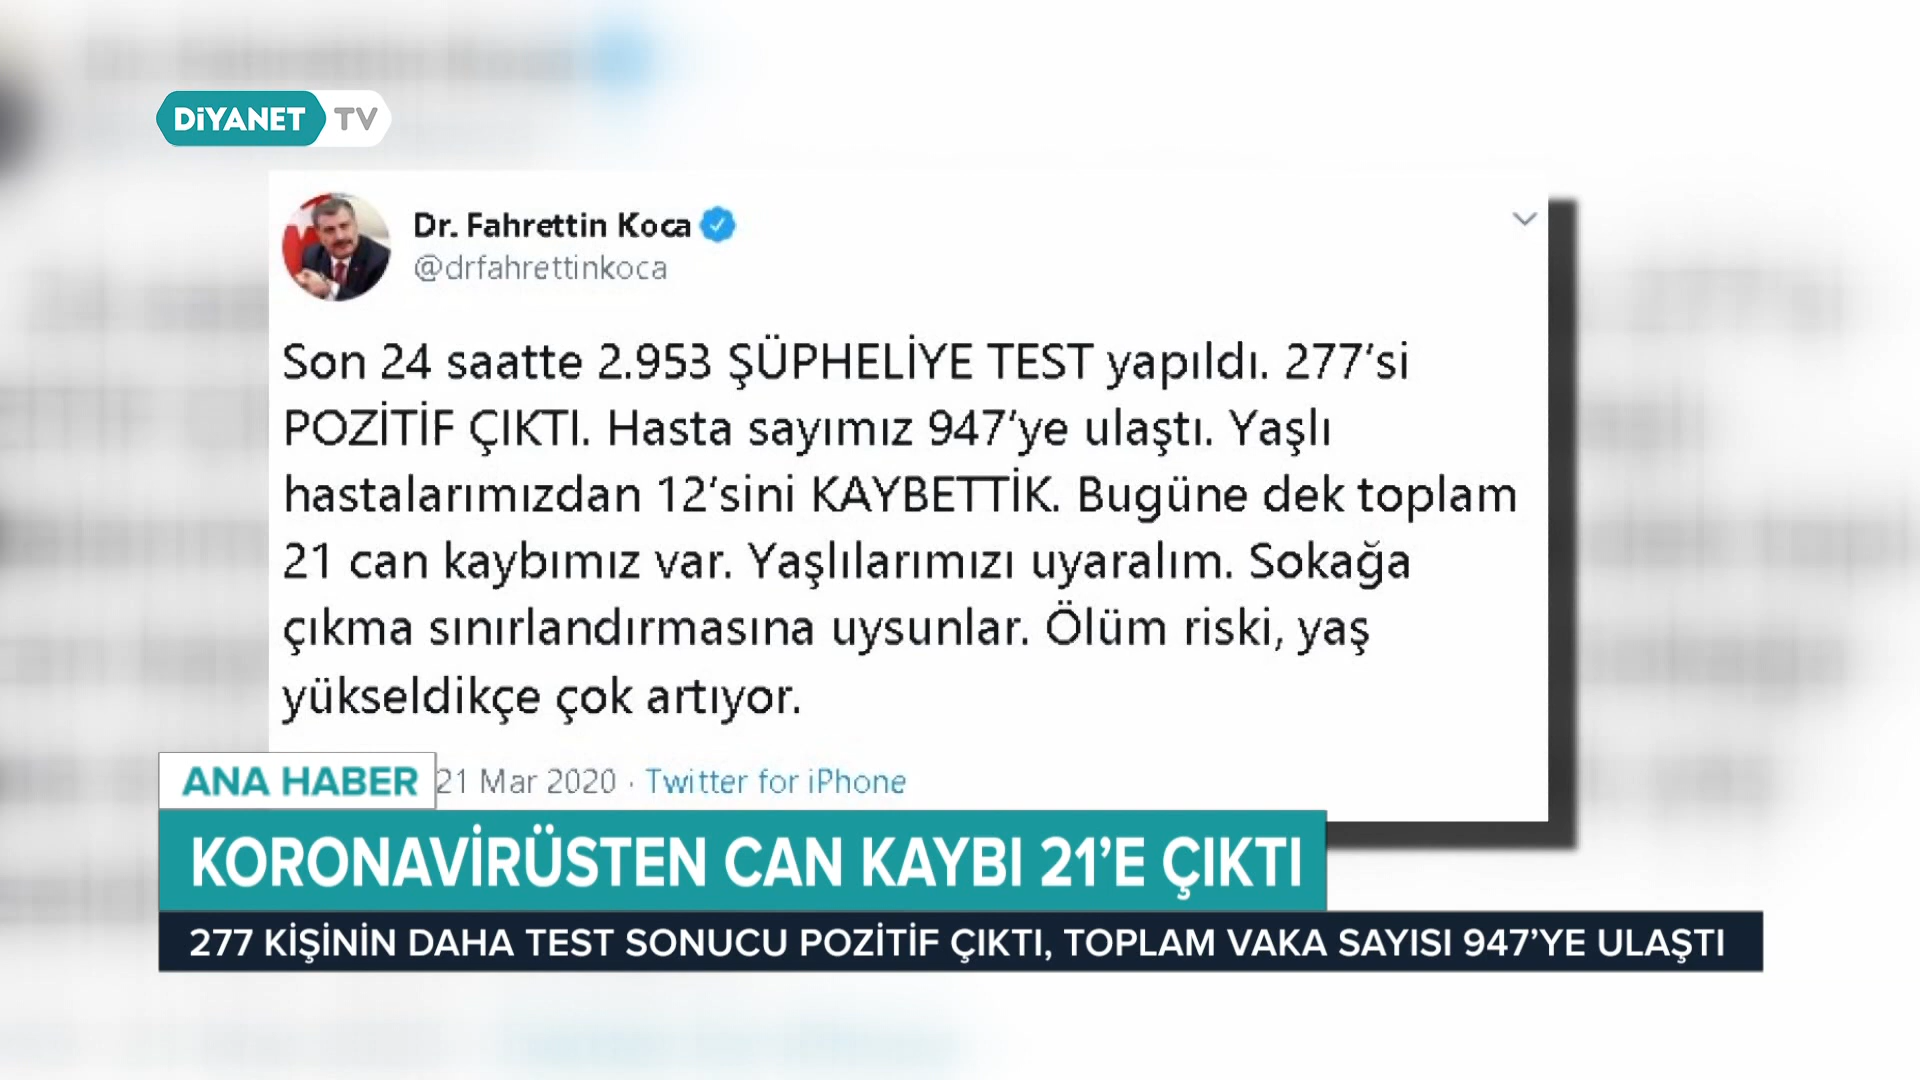 DiYANET TV
Dr. Fahrettin Koca
@drfahrettinkoca
Son 24 saatte 2.953 ŞÜPHELİYE TEST yapıldı. 277’si
POZİTİF ÇIKTI. Hasta sayımız 947’ye ulaştı. Yaşlı
hastalarımızdan 12’sini KAYBETTİK. Bugüne dek toplam
21 can kaybımız var. Yaşlılarımızı uyaralım. Sokağa
çıkma sınırlandırmasına uysunlar. Ölüm riski, yaş
yükseldikçe çok artıyor.
21 Mar 2020 · Twitter for iPhone
ANA HABER
KORONAVİRÜSTEN CAN KAYBI 21’E ÇIKTI
277 KİŞİNİN DAHA TEST SONUCU POZİTİF ÇIKTI, TOPLAM VAKA SAYISI 947’YE ULAŞTI